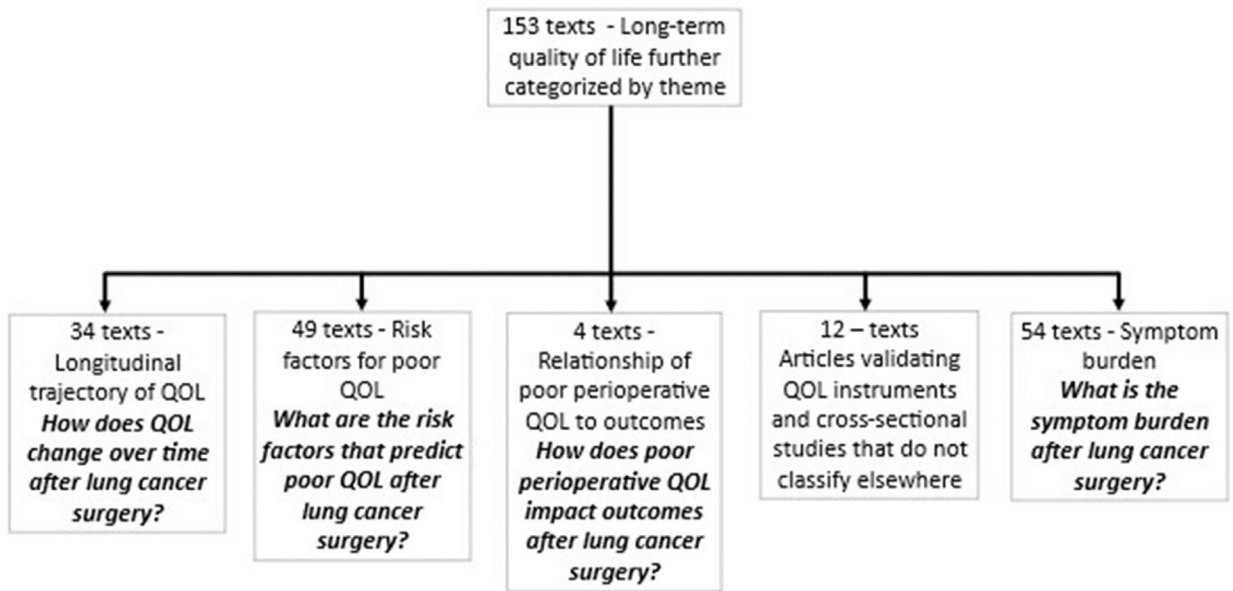 153 texts - Long-term
quality of life further
categorized by theme
34 texts -
Longitudinal
trajectory of QOL
How does QOL
change over time
after lung cancer
surgery?
49 texts - Risk
factors for poor
QOL
What are the risk
factors that predict
poor QOL after
lung cancer
surgery?
4 texts -
Relationship of
poor perioperative
QOL to outcomes
How does poor
perioperative QOL
impact outcomes
after lung cancer
surgery?
12 – texts
Articles validating
QOL instruments
and cross-sectional
studies that do not
classify elsewhere
54 texts - Symptom
burden
What is the
symptom burden
after lung cancer
surgery?